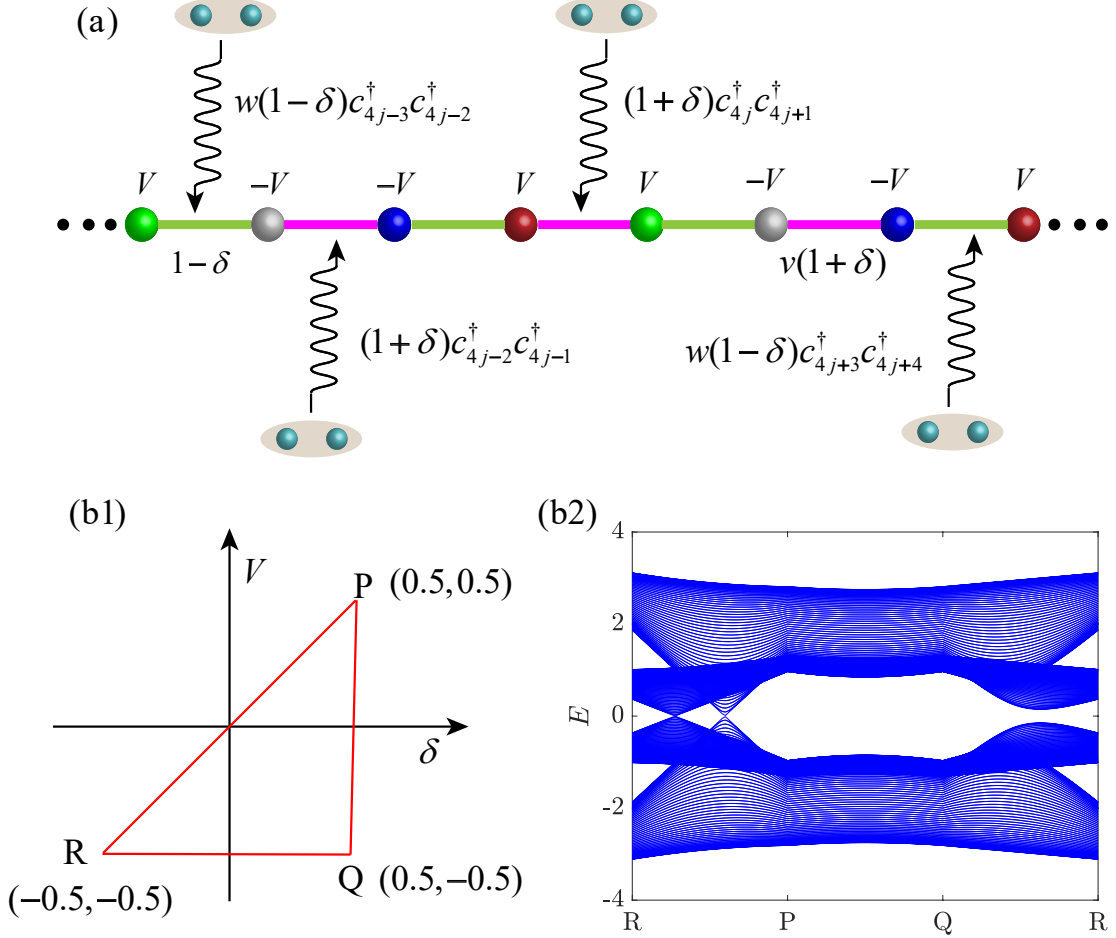 (a)
w(1−δ)c†4j−3c†4j−2
(1+δ)c†4jc†4j+1
V −V −V V V −V −V V
1−δ
v(1+δ)
(1+δ)c†4j−2c†4j−1
w(1−δ)c†4j+3c†4j+4
(b1)
V
P (0.5,0.5)
δ
R
(−0.5,−0.5)
Q (0.5,−0.5)
(b2)
4
2
0
-2
-4
E
R P Q R